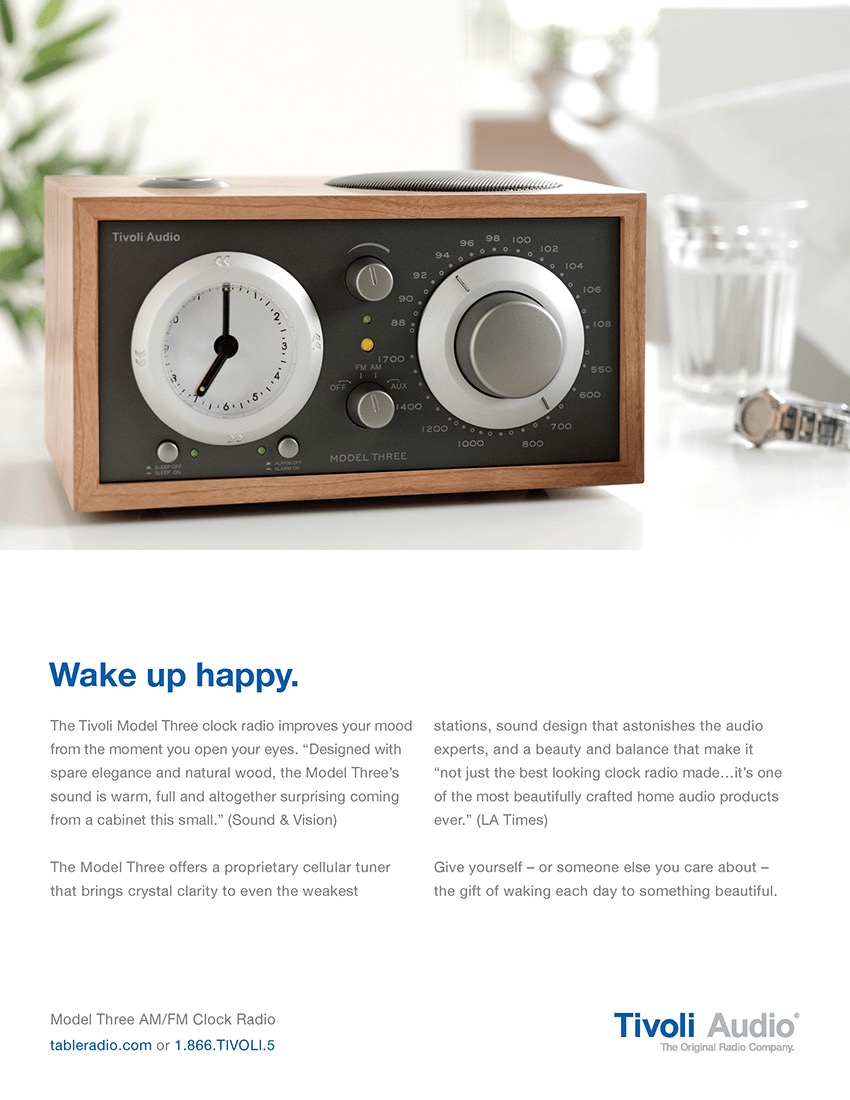 Tivoli Audio
88
90
92
94
96
98
100
102
104
106
108
550
600
700
800
1000
1200
1400
1700
FM AM
OFF
AUX
2
3
4
5
6
7
SLEEP OFF
SLEEP ON
ALARM OFF
ALARM ON
MODEL THREE
Wake up happy.
The Tivoli Model Three clock radio improves your mood
from the moment you open your eyes. “Designed with
spare elegance and natural wood, the Model Three’s
sound is warm, full and altogether surprising coming
from a cabinet this small.” (Sound & Vision)
The Model Three offers a proprietary cellular tuner
that brings crystal clarity to even the weakest
stations, sound design that astonishes the audio
experts, and a beauty and balance that make it
“not just the best looking clock radio made…it’s one
of the most beautifully crafted home audio products
ever.” (LA Times)
Give yourself – or someone else you care about –
the gift of waking each day to something beautiful.
Model Three AM/FM Clock Radio
tableradio.com or 1.866.TIVOLI.5
Tivoli Audio®
The Original Radio Company.